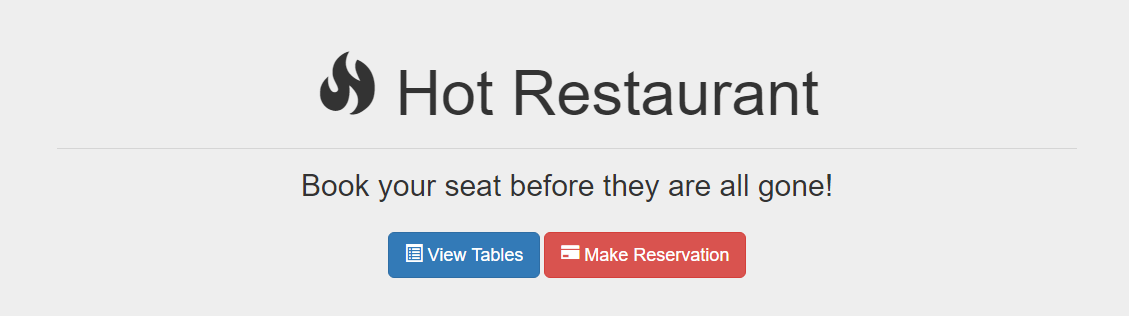 Hot Restaurant
Book your seat before they are all gone!
View Tables Make Reservation